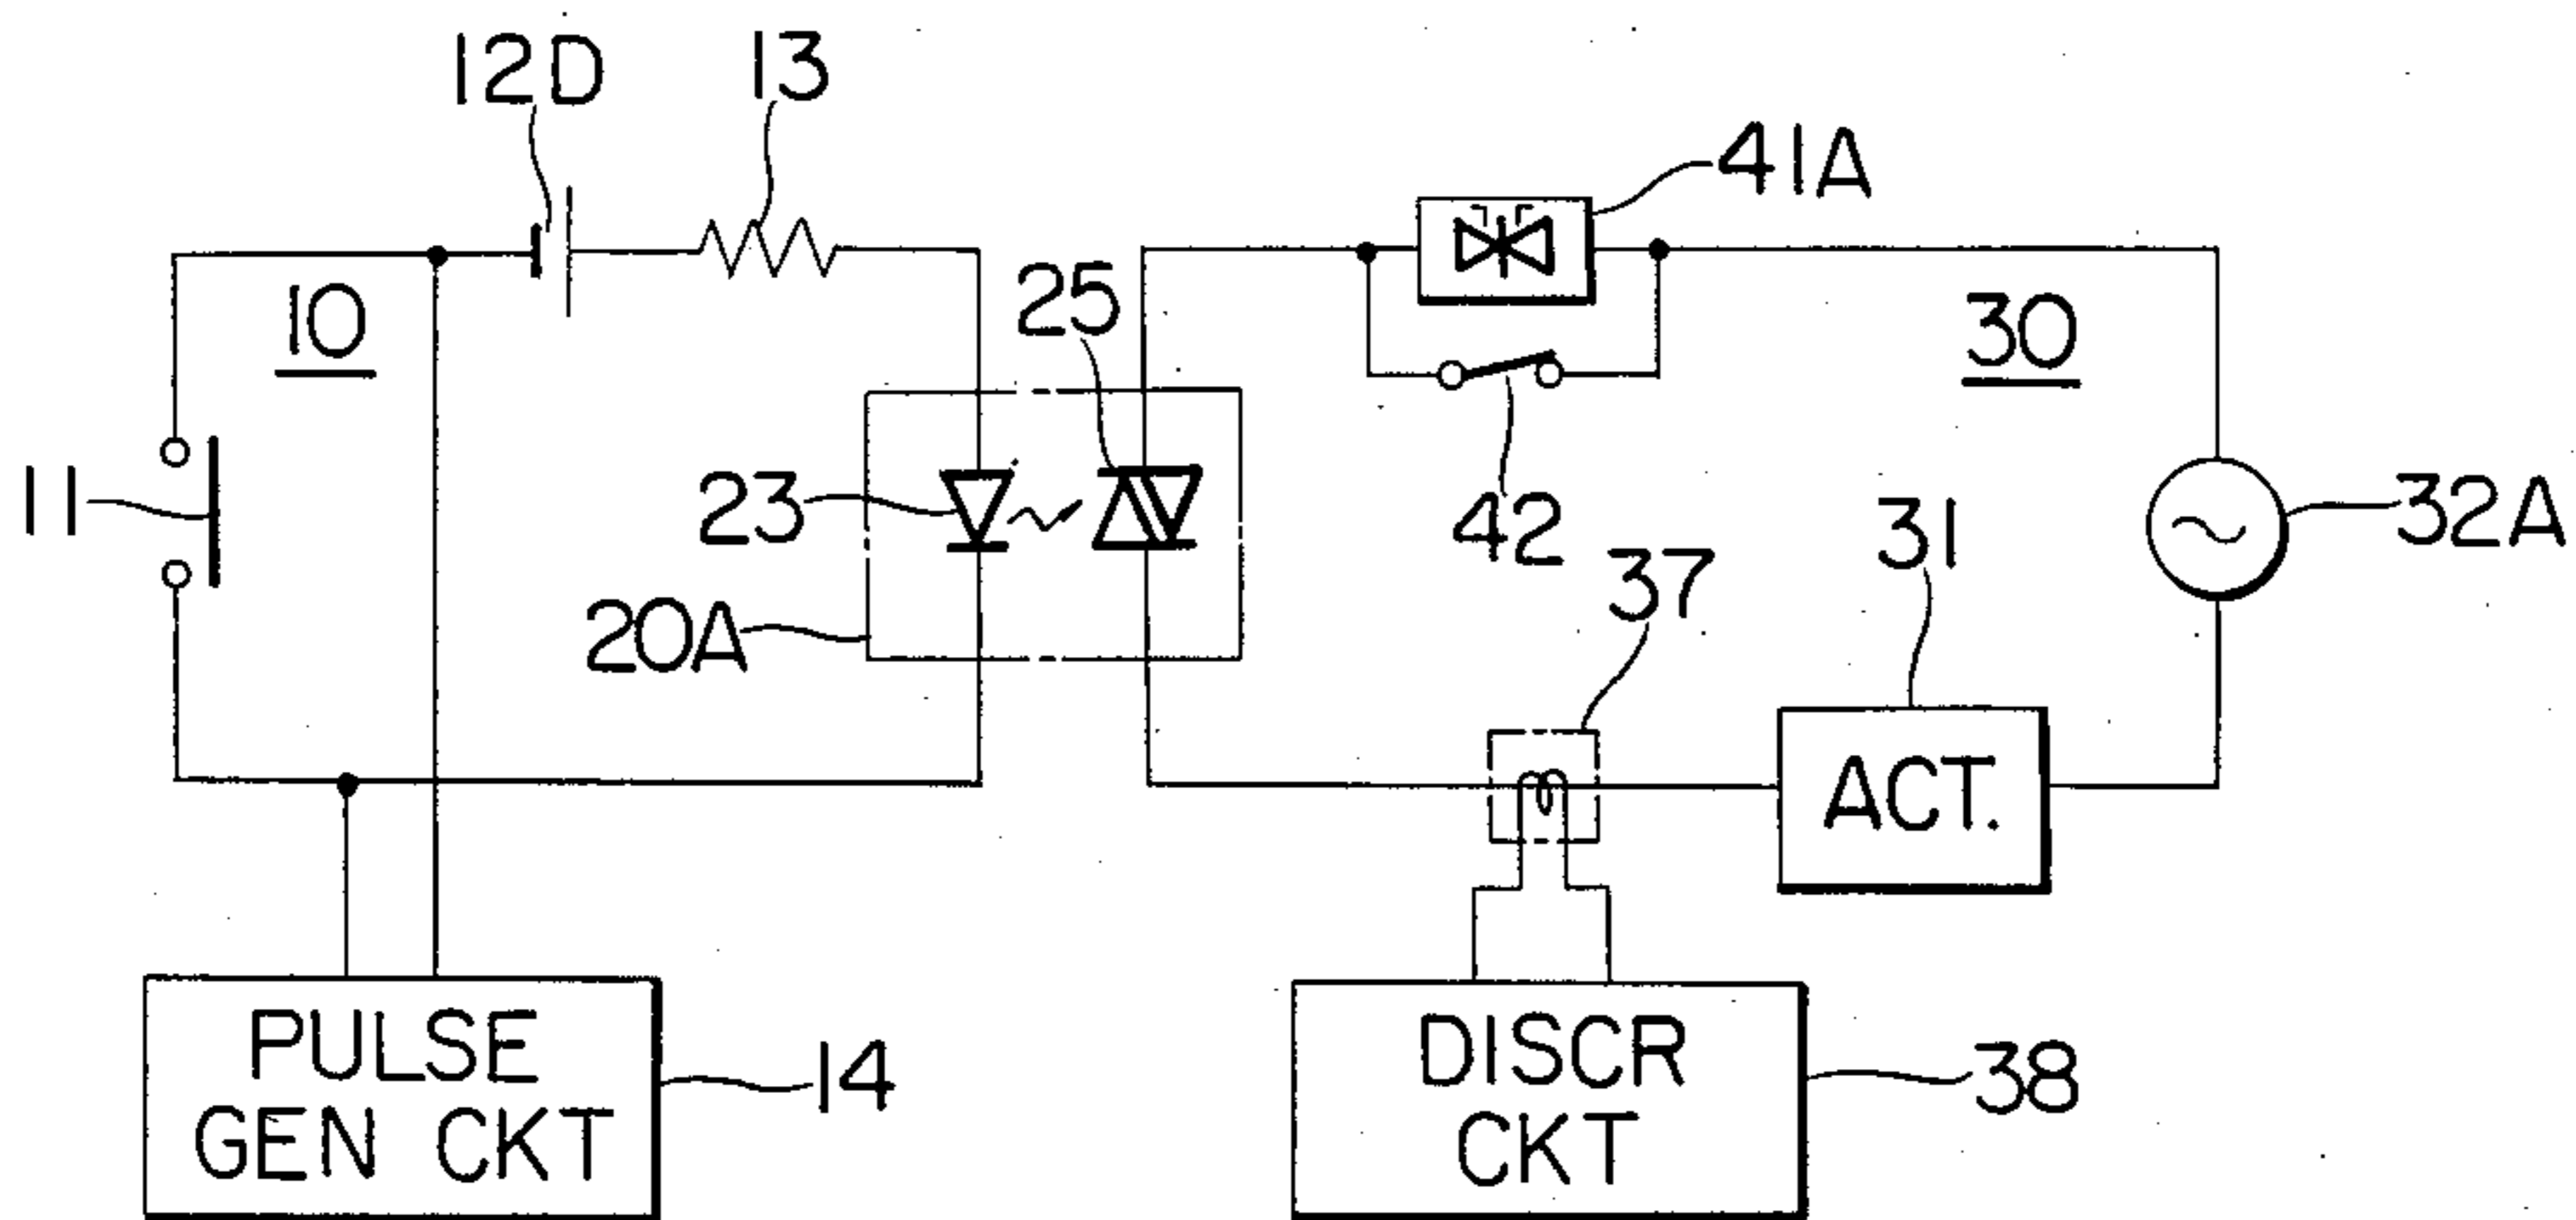 12D
13
41A
10
25
30
11
23
42
32A
20A
37
31
ACT.
PULSE
GEN CKT
14
DISCR
CKT
38